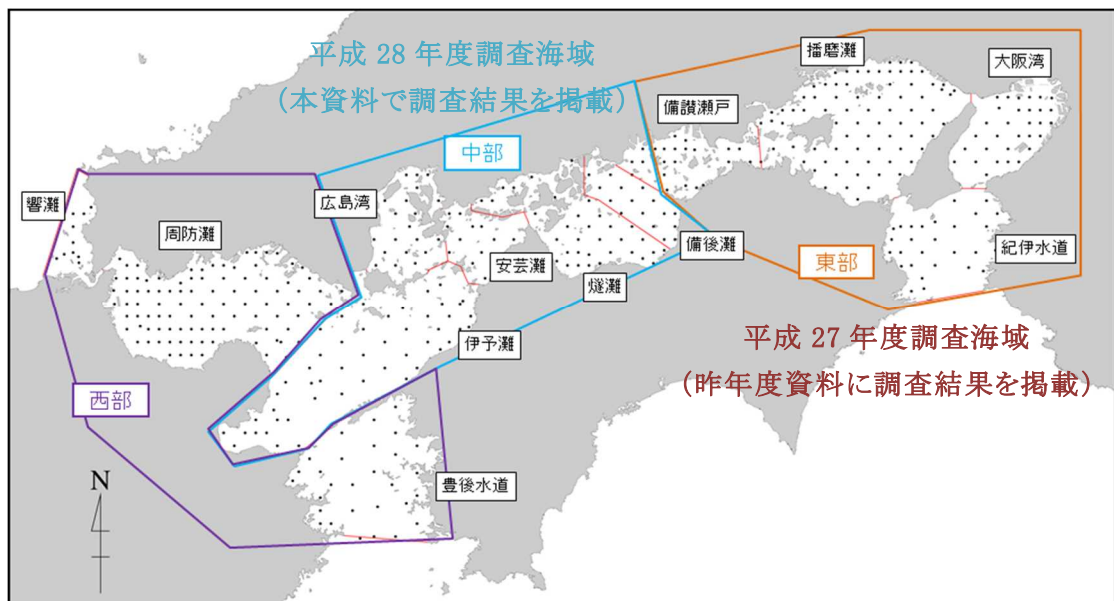 平成 28 年度調査海域
（本資料で調査結果を掲載）
播磨灘
大阪湾
備讃瀬戸
中部
響灘
広島湾
周防灘
備後灘
紀伊水道
安芸灘
東部
燧灘
伊予灘
平成 27 年度調査海域
（昨年度資料に調査結果を掲載）
西部
豊後水道
N